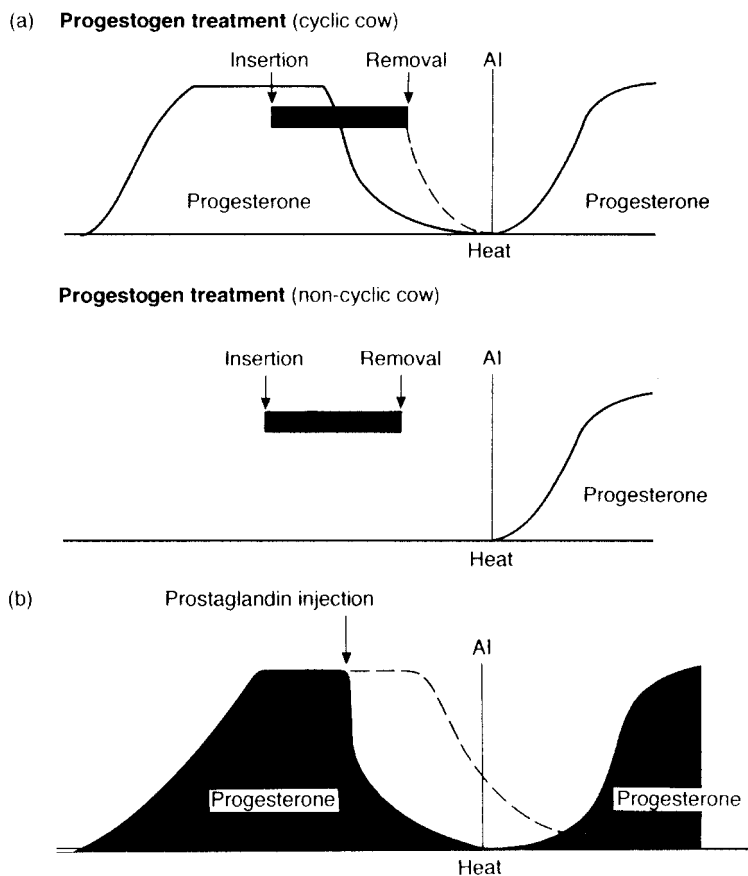 (a) Progestogen treatment (cyclic cow)
Insertion Removal AI
Progesterone Progesterone
Heat
Progestogen treatment (non-cyclic cow)
Insertion Removal AI
Progesterone
Heat
(b) Prostaglandin injection
AI
Progesterone Progesterone
Heat